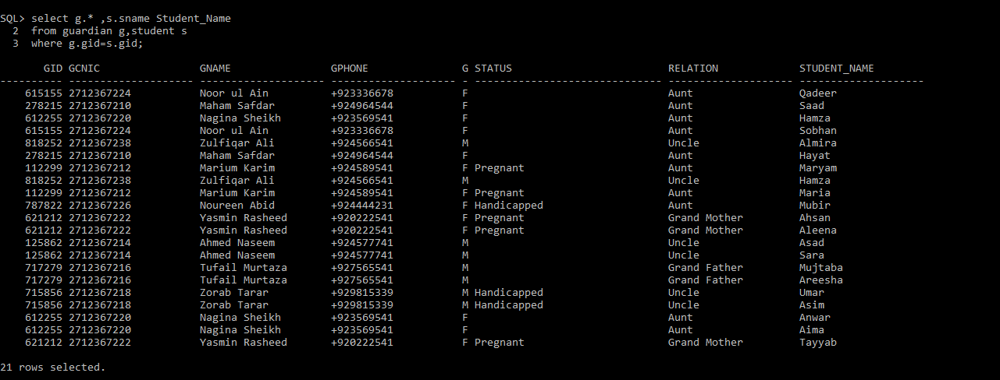 SQL> select g.* ,s.sname Student_Name
  2  from guardian g,student s
  3  where g.gid=s.gid;
       GID GCNIC                GNAME                GPHONE                G STATUS                         RELATION             STUDENT_NAME
---------- -------------------- -------------------- -------------------- - ------------------------------ -------------------- --------------------
    615155 2712367224           Noor ul Ain          +923336678           F                                Aunt                 Qadeer
    278215 2712367210           Maham Safdar         +924964544           F                                Aunt                 Saad
    612255 2712367220           Nagina Sheikh        +923569541           F                                Aunt                 Hamza
    615155 2712367224           Noor ul Ain          +923336678           F                                Aunt                 Sobhan
    818252 2712367238           Zulfiqar Ali         +924566541           M                                Uncle                Almira
    278215 2712367210           Maham Safdar         +924964544           F                                Aunt                 Hayat
    112299 2712367212           Marium Karim         +924589541           F Pregnant                       Aunt                 Maryam
    818252 2712367238           Zulfiqar Ali         +924566541           M                                Uncle                Hamza
    112299 2712367212           Marium Karim         +924589541           F Pregnant                       Aunt                 Maria
    787822 2712367226           Noureen Abid         +924444231           F Handicapped                    Aunt                 Mubir
    621212 2712367222           Yasmin Rasheed       +920222541           F Pregnant                       Grand Mother         Ahsan
    621212 2712367222           Yasmin Rasheed       +920222541           F Pregnant                       Grand Mother         Aleena
    125862 2712367214           Ahmed Naseem         +924577741           M                                Uncle                Asad
    125862 2712367214           Ahmed Naseem         +924577741           M                                Uncle                Sara
    717279 2712367216           Tufail Murtaza       +927565541           M                                Grand Father         Mujtaba
    717279 2712367216           Tufail Murtaza       +927565541           M                                Grand Father         Areesha
    715856 2712367218           Zorab Tarar          +929815339           M Handicapped                    Uncle                Umar
    715856 2712367218           Zorab Tarar          +929815339           M Handicapped                    Uncle                Asim
    612255 2712367220           Nagina Sheikh        +923569541           F                                Aunt                 Anwar
    612255 2712367220           Nagina Sheikh        +923569541           F                                Aunt                 Aima
    621212 2712367222           Yasmin Rasheed       +920222541           F Pregnant                       Grand Mother         Tayyab
21 rows selected.